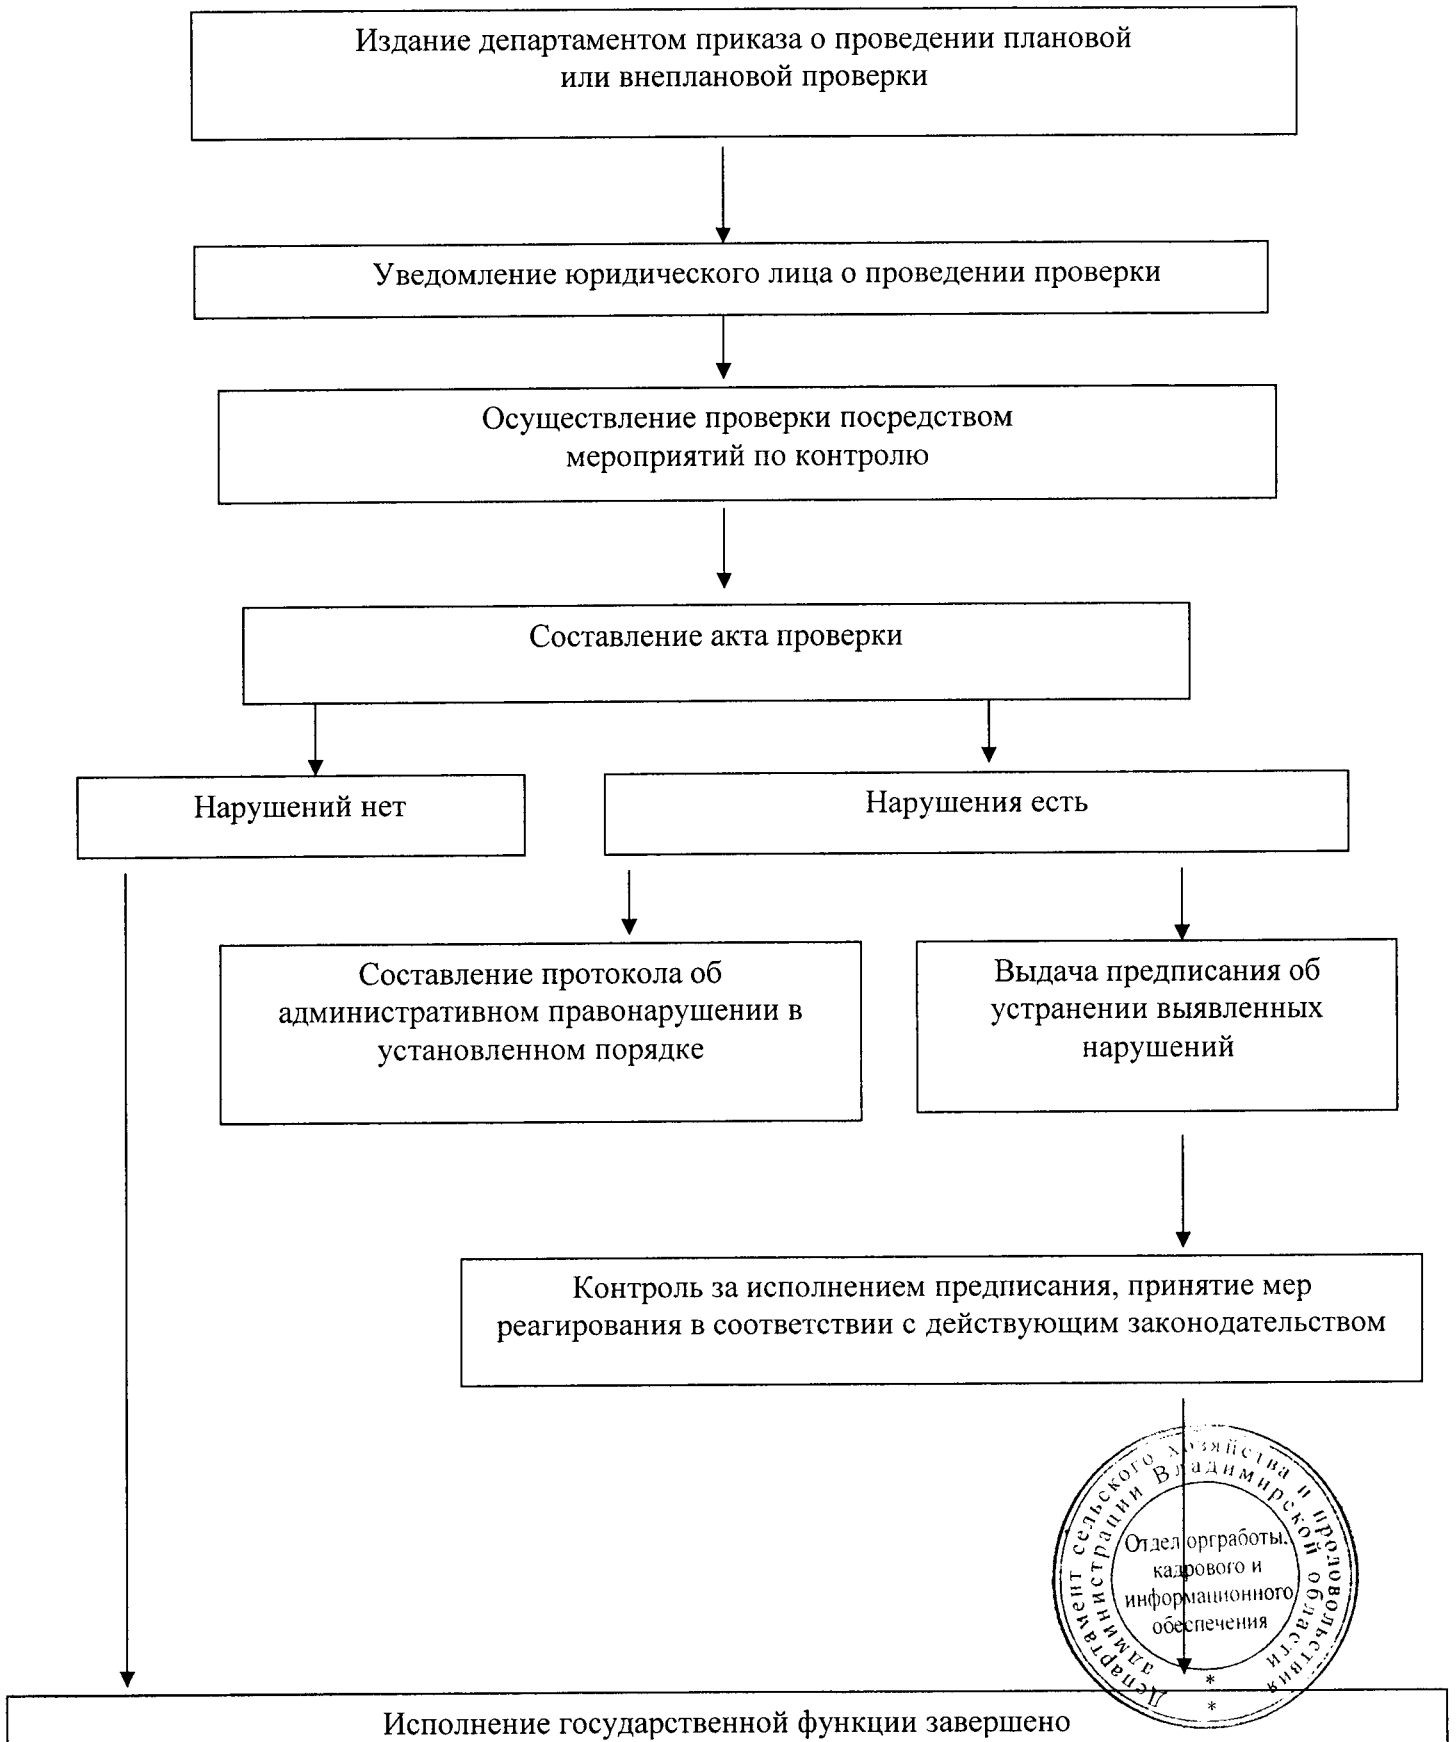 Издание департаментом приказа о проведении плановой
или внеплановой проверки
Уведомление юридического лица о проведении проверки
Осуществление проверки посредством
мероприятий по контролю
Составление акта проверки
Нарушений нет
Нарушения есть
Составление протокола об
административном правонарушении в
установленном порядке
Выдача предписания об
устранении выявленных
нарушений
Контроль за исполнением предписания, принятие мер
реагирования в соответствии с действующим законодательством
Департамент сельского хозяйства и продовольствия
администрации Владимирской области
Отдел оргработы,
кадрового и
информационного
обеспечения
*
*
Исполнение государственной функции завершено